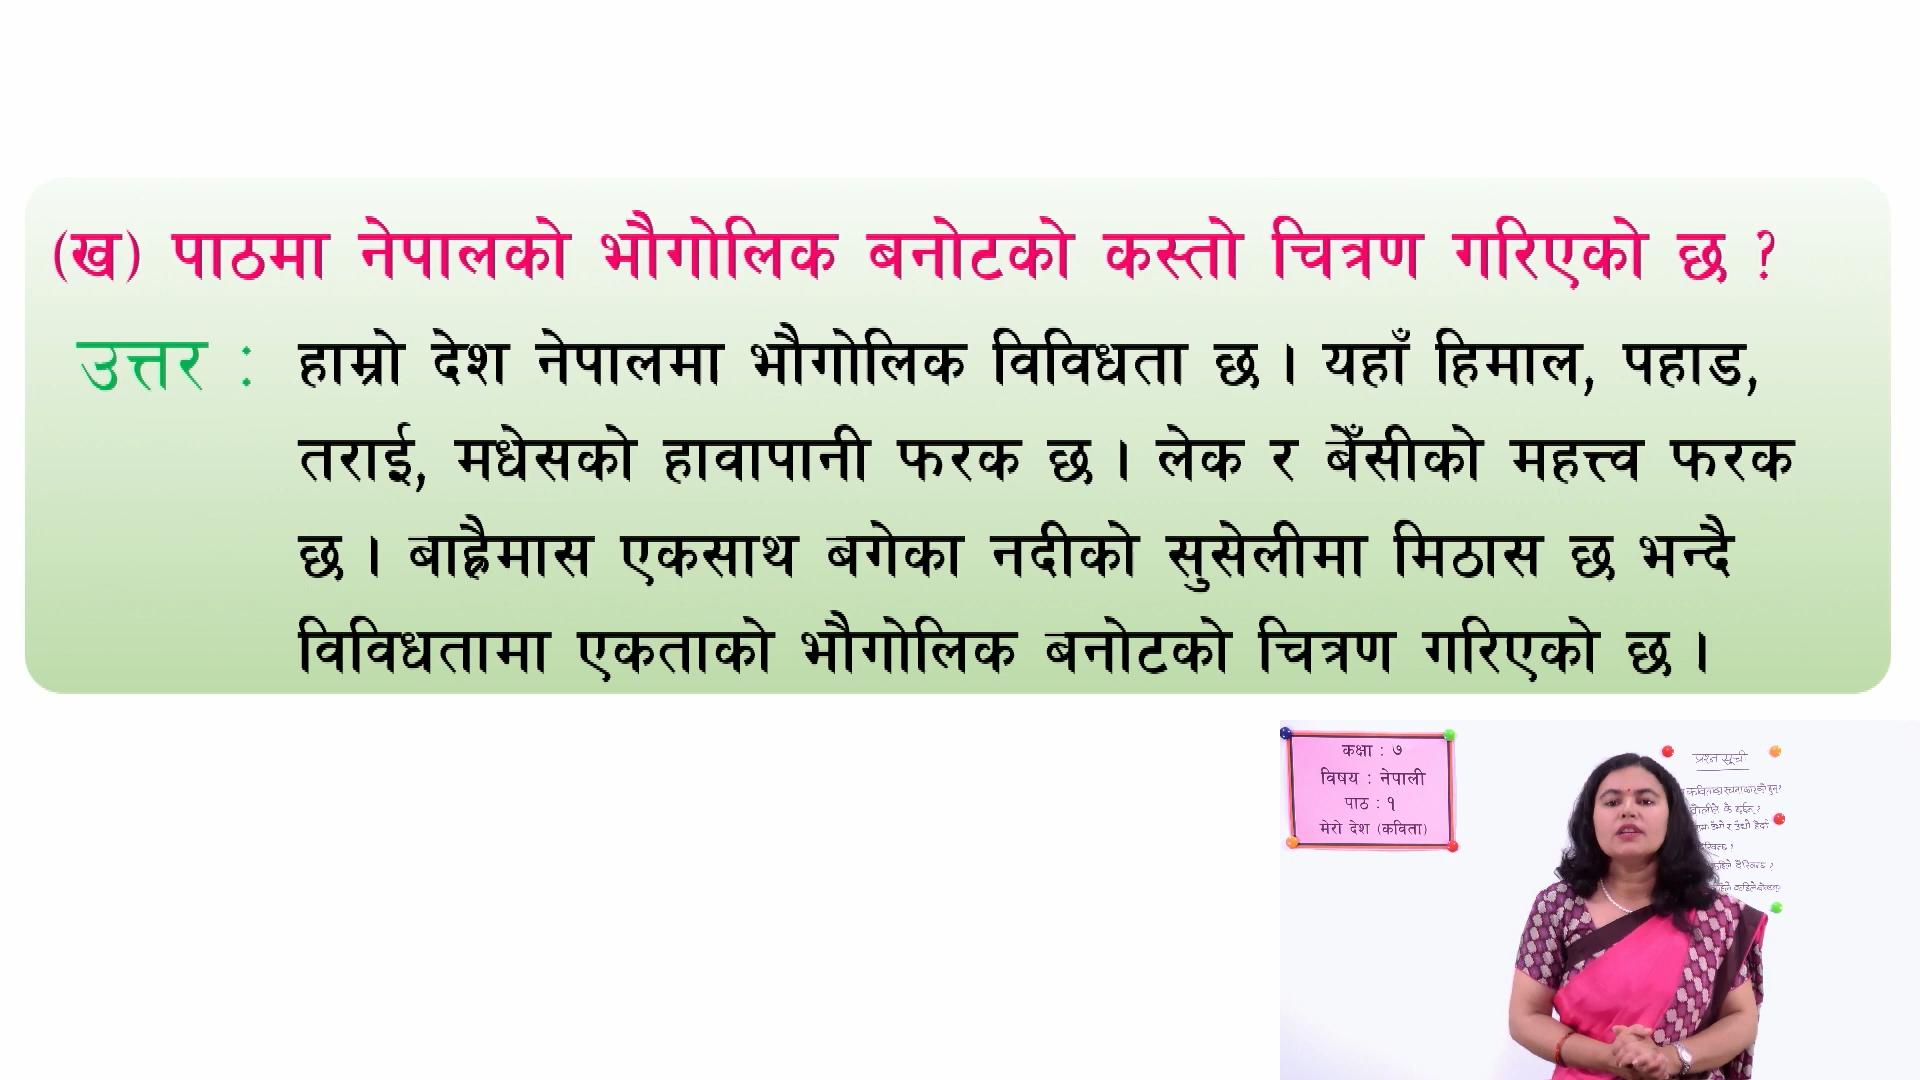 (ख) पाठमा नेपालको भौगोलिक बनोटको कस्तो चित्रण गरिएको छ ?
उत्तर : हाम्रो देश नेपालमा भौगोलिक विविधता छ । यहाँ हिमाल, पहाड,
तराई, मधेसको हावापानी फरक छ । लेक र बेँसीको महत्त्व फरक
छ । बाह्रैमास एकसाथ बगेका नदीको सुसेलीमा मिठास छ भन्दै
विविधतामा एकताको भौगोलिक बनोटको चित्रण गरिएको छ ।
कक्षा : ७
विषय : नेपाली
पाठ : १
मेरो देश (कविता)
प्रश्न सूची